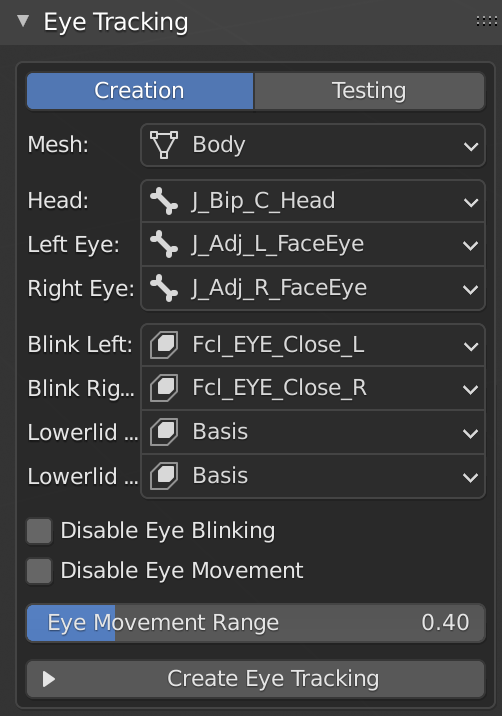 Eye Tracking
Creation Testing
Mesh: Body
Head: J_Bip_C_Head
Left Eye: J_Adj_L_FaceEye
Right Eye: J_Adj_R_FaceEye
Blink Left: Fcl_EYE_Close_L
Blink Rig... Fcl_EYE_Close_R
Lowerlid ... Basis
Lowerlid ... Basis
Disable Eye Blinking
Disable Eye Movement
Eye Movement Range 0.40
Create Eye Tracking